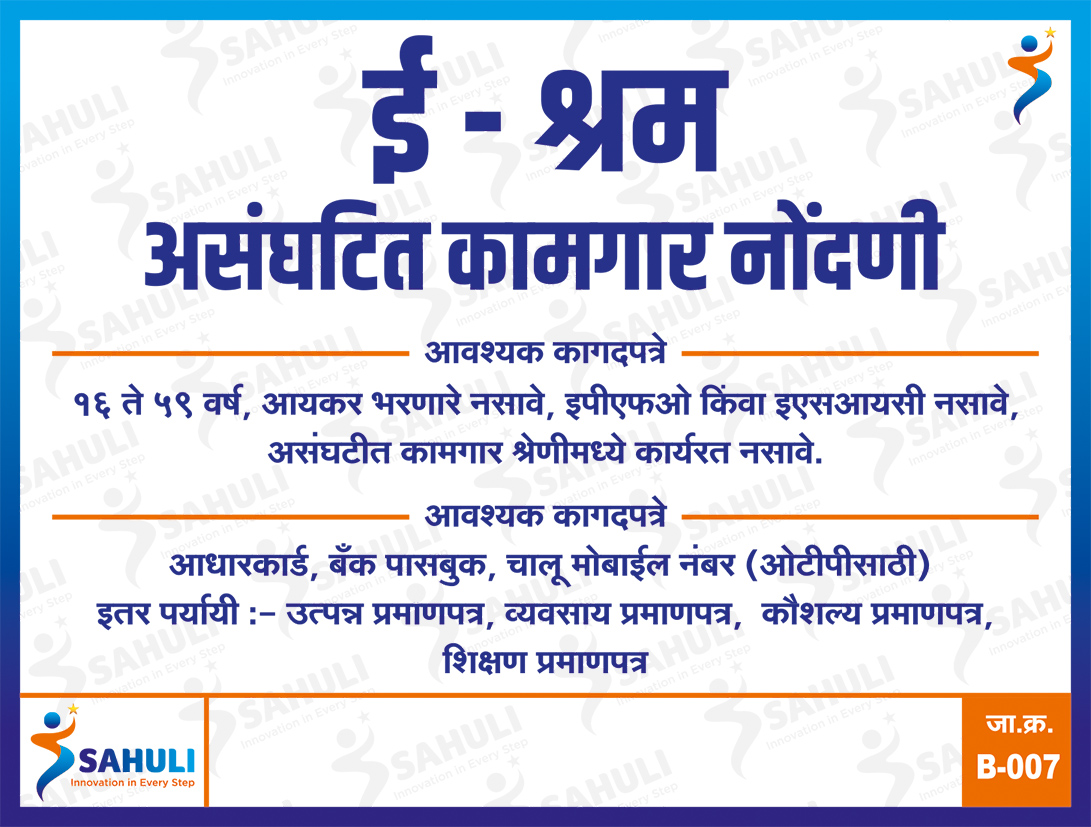 ई - श्रम
असंघटित कामगार नोंदणी
आवश्यक कागदपत्रे
१६ ते ५९ वर्ष, आयकर भरणारे नसावे, इपीएफओ किंवा इएसआयसी नसावे,
असंघटीत कामगार श्रेणीमध्ये कार्यरत नसावे.
आवश्यक कागदपत्रे
आधारकार्ड, बँक पासबुक, चालू मोबाईल नंबर (ओटीपीसाठी)
इतर पर्यायी :– उत्पन्न प्रमाणपत्र, व्यवसाय प्रमाणपत्र, कौशल्य प्रमाणपत्र,
शिक्षण प्रमाणपत्र
SAHULI
Innovation in Every Step
जा.क्र.
B-007